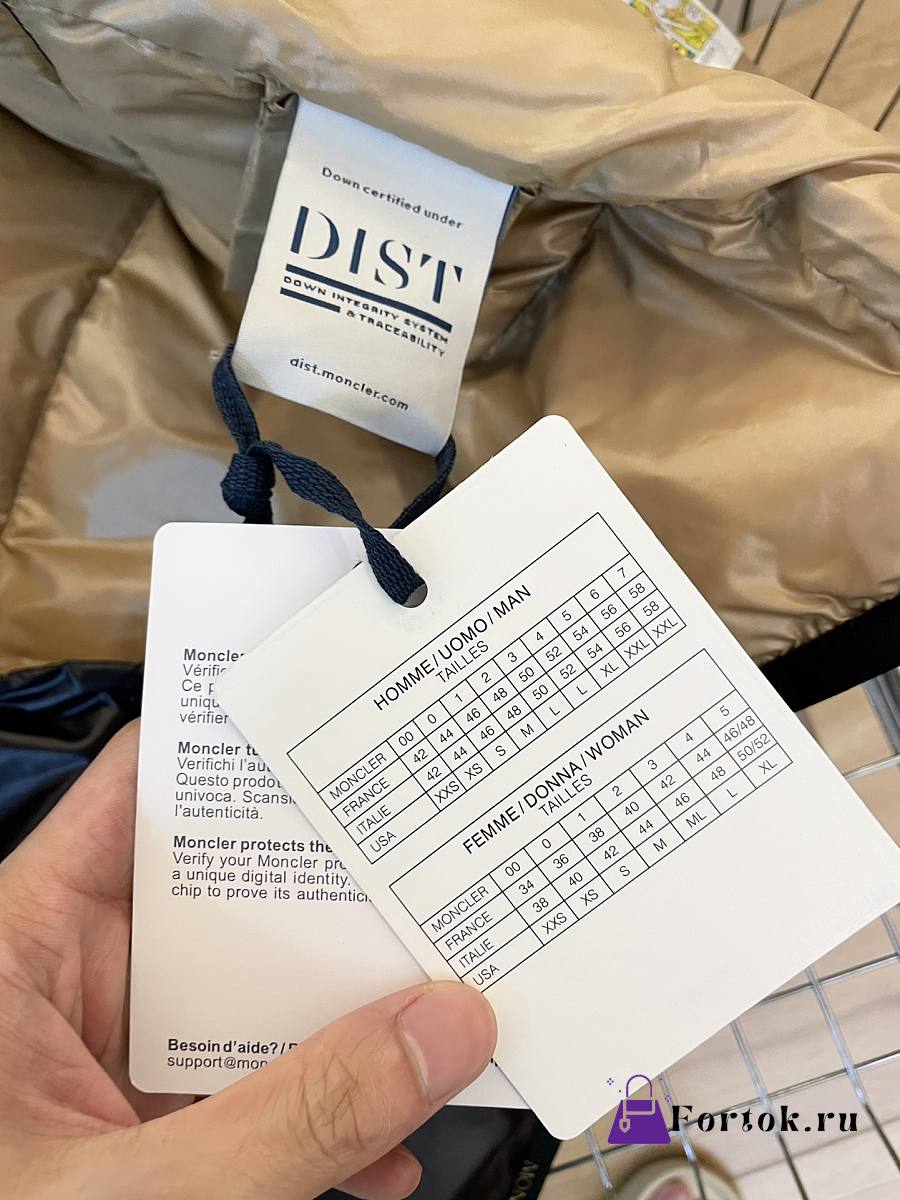 Down certified under
DIST
DOWN INTEGRITY SYSTEM
& TRACEABILITY
dist.moncler.com
HOMME/UOMO/MAN
TAILLES
MONCLER 00 0 1 2 3 4 5 6 7
FRANCE 42 44 46 48 50 52 54 56 58
ITALIE 42 44 46 48 50 52 54 56 58
USA XXS XS S M L L XL XXL XXL
FEMME/DONNA/WOMAN
TAILLES
MONCLER 00 0 1 2 3 4 5
FRANCE 34 36 38 40 42 44 46/48
ITALIE 38 40 42 44 46 48 50/52
USA XXS XS S M ML L XL
Moncler
Vérifi
Ce p
uniqu
vérifier
Moncler tu
Verifichi l'au
Questo prodo
univoca. Scansi
l'autenticità.
Moncler protects the
Verify your Moncler pro
a unique digital identity.
chip to prove its authentici
Besoin d'aide?/
support@mon
MON
Fortok.ru